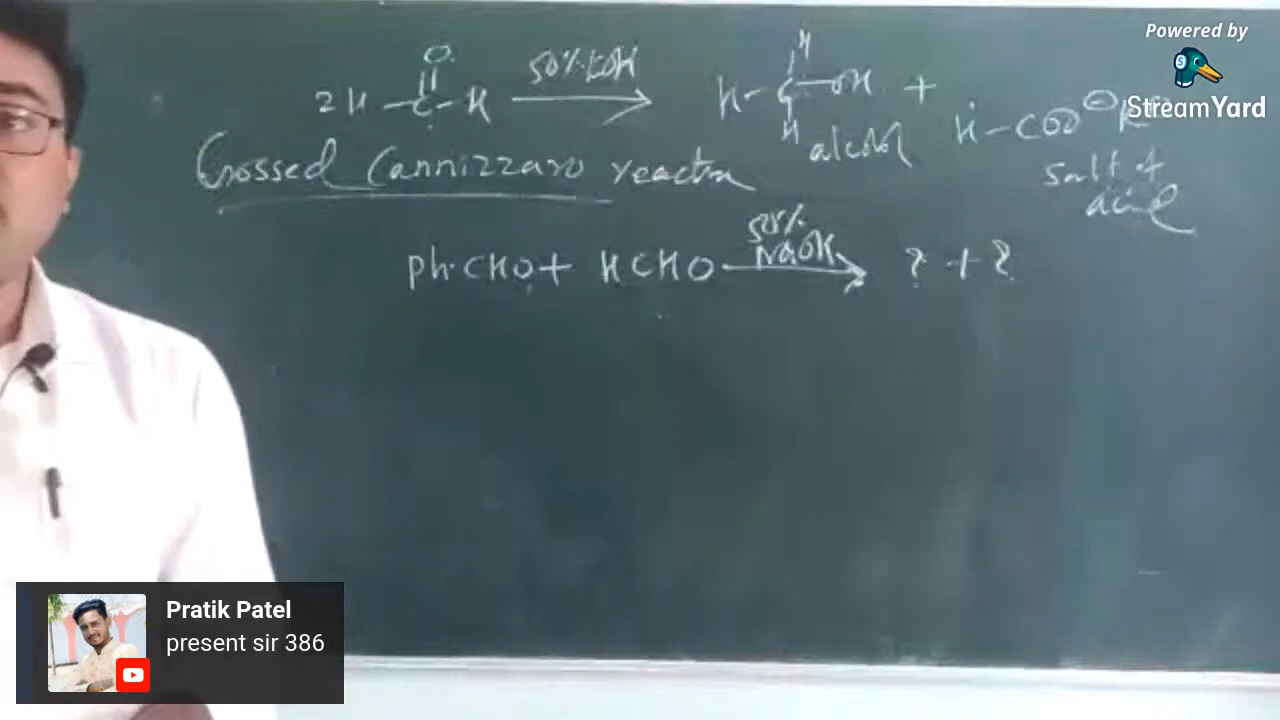 Powered by
StreamYard
O
2 H - C - H 50% KOH → H - C - OH + H - COO⊖ K
H
H alcohol
salt of acid
Crossed Cannizzaro reaction
Ph·CHO + HCHO 50% NaOH → ? + ?
Pratik Patel
present sir 386